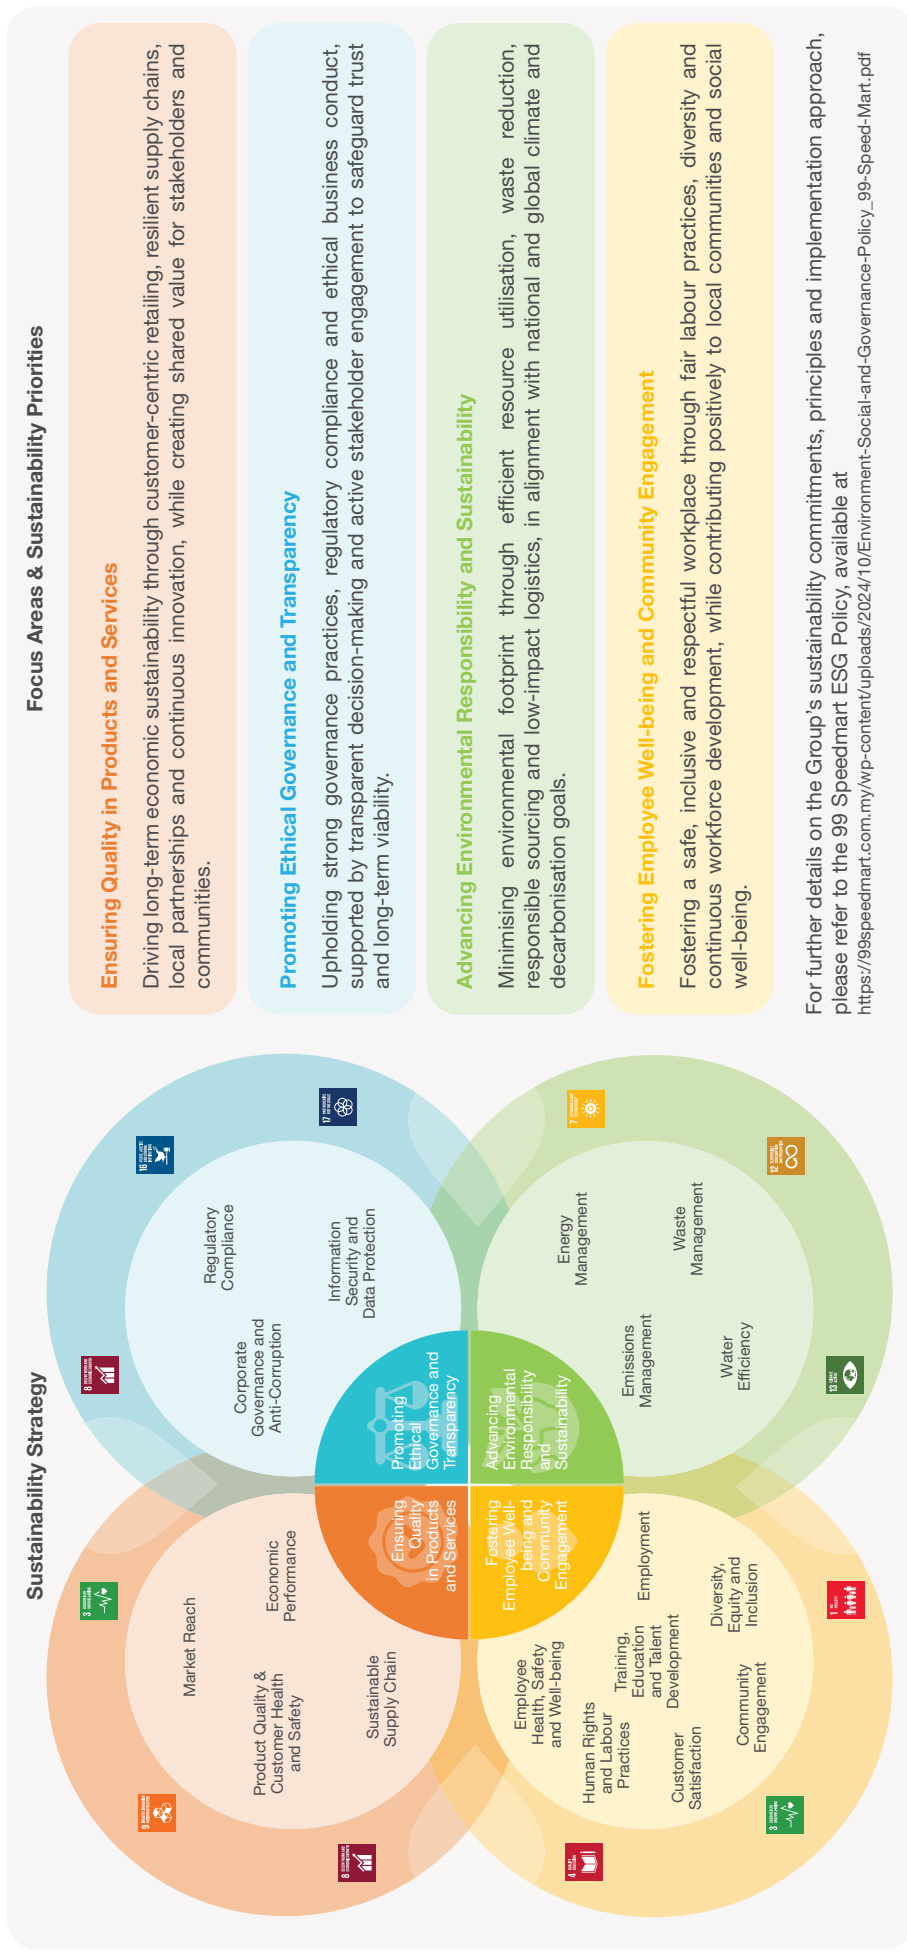 Sustainability Strategy
Market Reach
Economic
Performance
Product Quality &
Customer Health
and Safety
Sustainable
Supply Chain
Ensuring
Quality
in Products
and Services
Regulatory
Compliance
Corporate
Governance and
Anti-Corruption
Information
Security and
Data Protection
Promoting
Ethical
Governance and
Transparency
Employee
Health, Safety
and Well-being
Human Rights
and Labour
Practices
Training,
Education
and Talent
Development
Employment
Customer
Satisfaction
Diversity,
Equity and
Inclusion
Community
Engagement
Fostering
Employee Well-
being and
Community
Engagement
Energy
Management
Emissions
Management
Waste
Management
Water
Efficiency
Advancing
Environmental
Responsibility
and
Sustainability
8
9
3
8
16
17
4
3
1
7
12
13
Focus Areas & Sustainability Priorities
Ensuring Quality in Products and Services
Driving long-term economic sustainability through customer-centric retailing, resilient supply chains,
local partnerships and continuous innovation, while creating shared value for stakeholders and
communities.
Promoting Ethical Governance and Transparency
Upholding strong governance practices, regulatory compliance and ethical business conduct,
supported by transparent decision-making and active stakeholder engagement to safeguard trust
and long-term viability.
Advancing Environmental Responsibility and Sustainability
Minimising environmental footprint through efficient resource utilisation, waste reduction,
responsible sourcing and low-impact logistics, in alignment with national and global climate and
decarbonisation goals.
Fostering Employee Well-being and Community Engagement
Fostering a safe, inclusive and respectful workplace through fair labour practices, diversity and
continuous workforce development, while contributing positively to local communities and social
well-being.
For further details on the Group's sustainability commitments, principles and implementation approach,
please refer to the 99 Speedmart ESG Policy, available at
https://99speedmart.com.my/wp-content/uploads/2024/10/Environment-Social-and-Governance-Policy_99-Speed-Mart.pdf